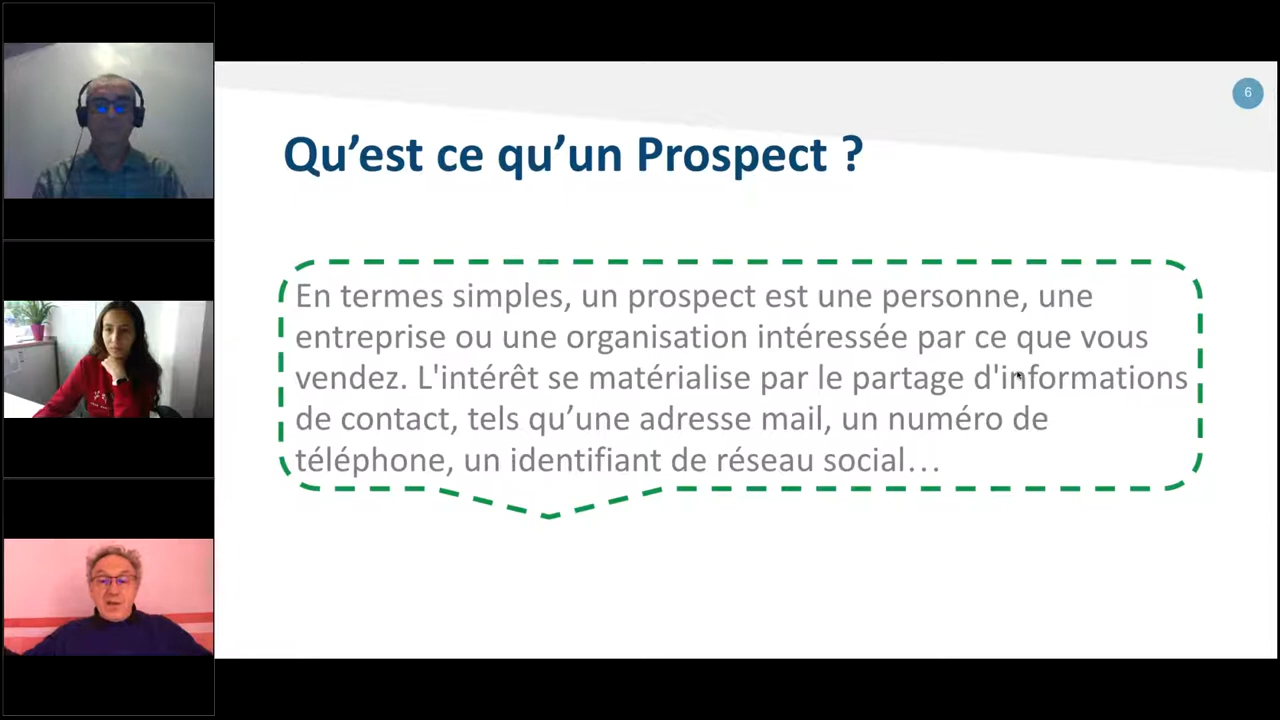 6
Qu’est ce qu’un Prospect ?
En termes simples, un prospect est une personne, une
entreprise ou une organisation intéressée par ce que vous
vendez. L'intérêt se matérialise par le partage d'informations
de contact, tels qu’une adresse mail, un numéro de
téléphone, un identifiant de réseau social…